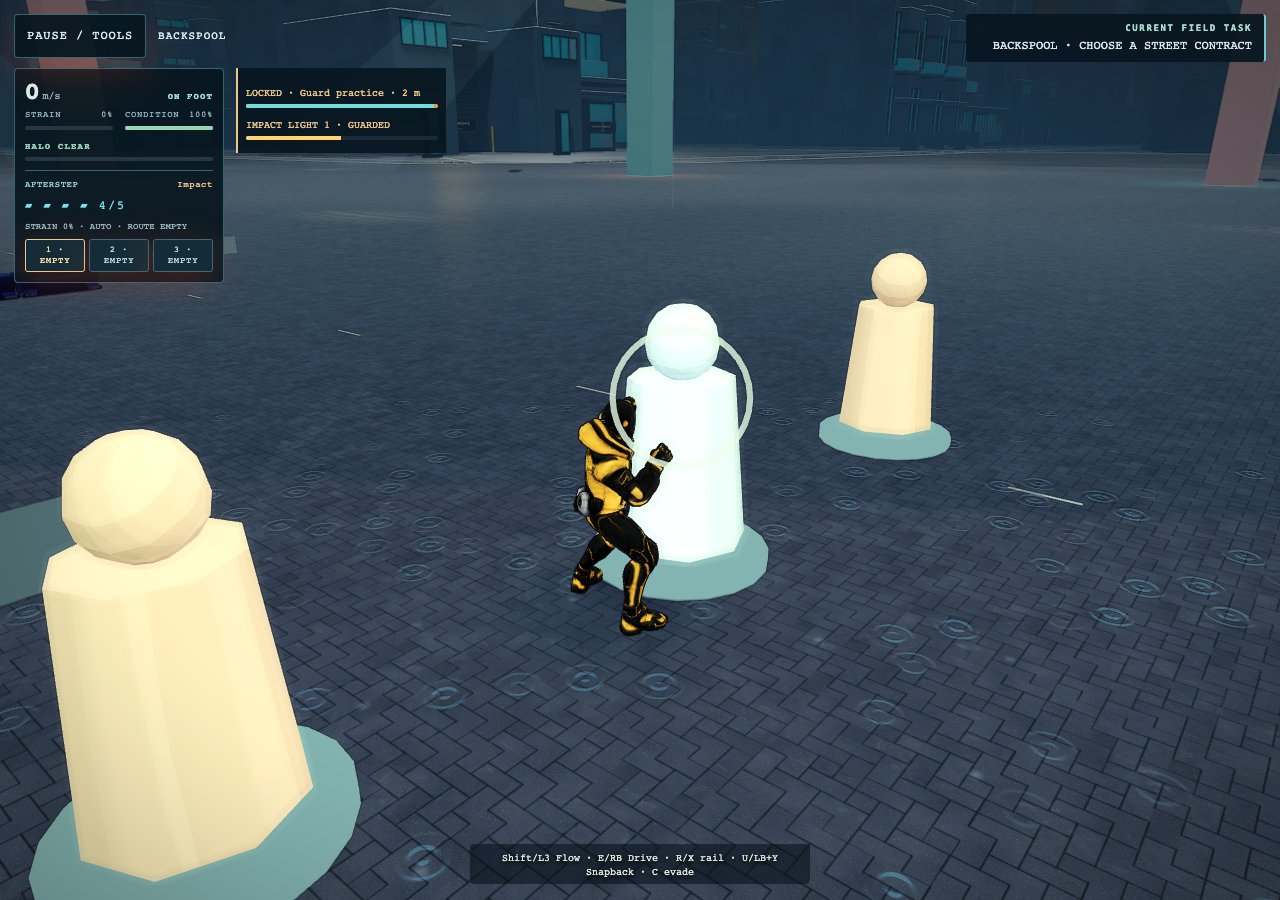 PAUSE / TOOLS
BACKSPOOL
CURRENT FIELD TASK
BACKSPOOL · CHOOSE A STREET CONTRACT
0 m/s
ON FOOT
STRAIN 0%
CONDITION 100%
HALO CLEAR
AFTERSTEP
Impact
4/5
STRAIN 0% · AUTO · ROUTE EMPTY
1 ·
EMPTY
2 ·
EMPTY
3 ·
EMPTY
LOCKED · Guard practice · 2 m
IMPACT LIGHT 1 · GUARDED
Shift/L3 Flow · E/RB Drive · R/X rail · U/LB+Y
Snapback · C evade